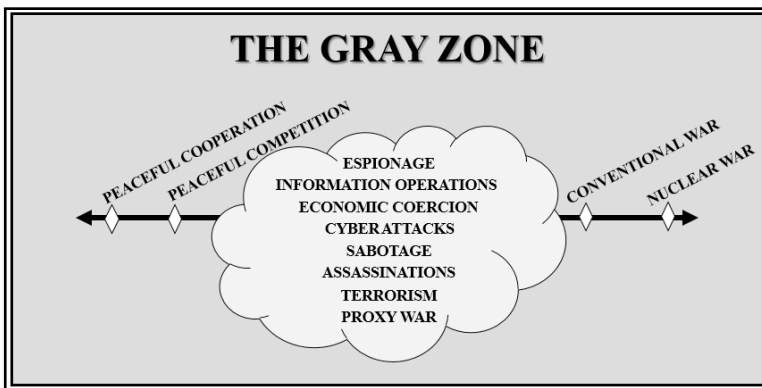 THE GRAY ZONE
PEACEFUL COOPERATION
PEACEFUL COMPETITION
ESPIONAGE
INFORMATION OPERATIONS
ECONOMIC COERCION
CYBERATTACKS
SABOTAGE
ASSASSINATIONS
TERRORISM
PROXY WAR
CONVENTIONAL WAR
NUCLEAR WAR